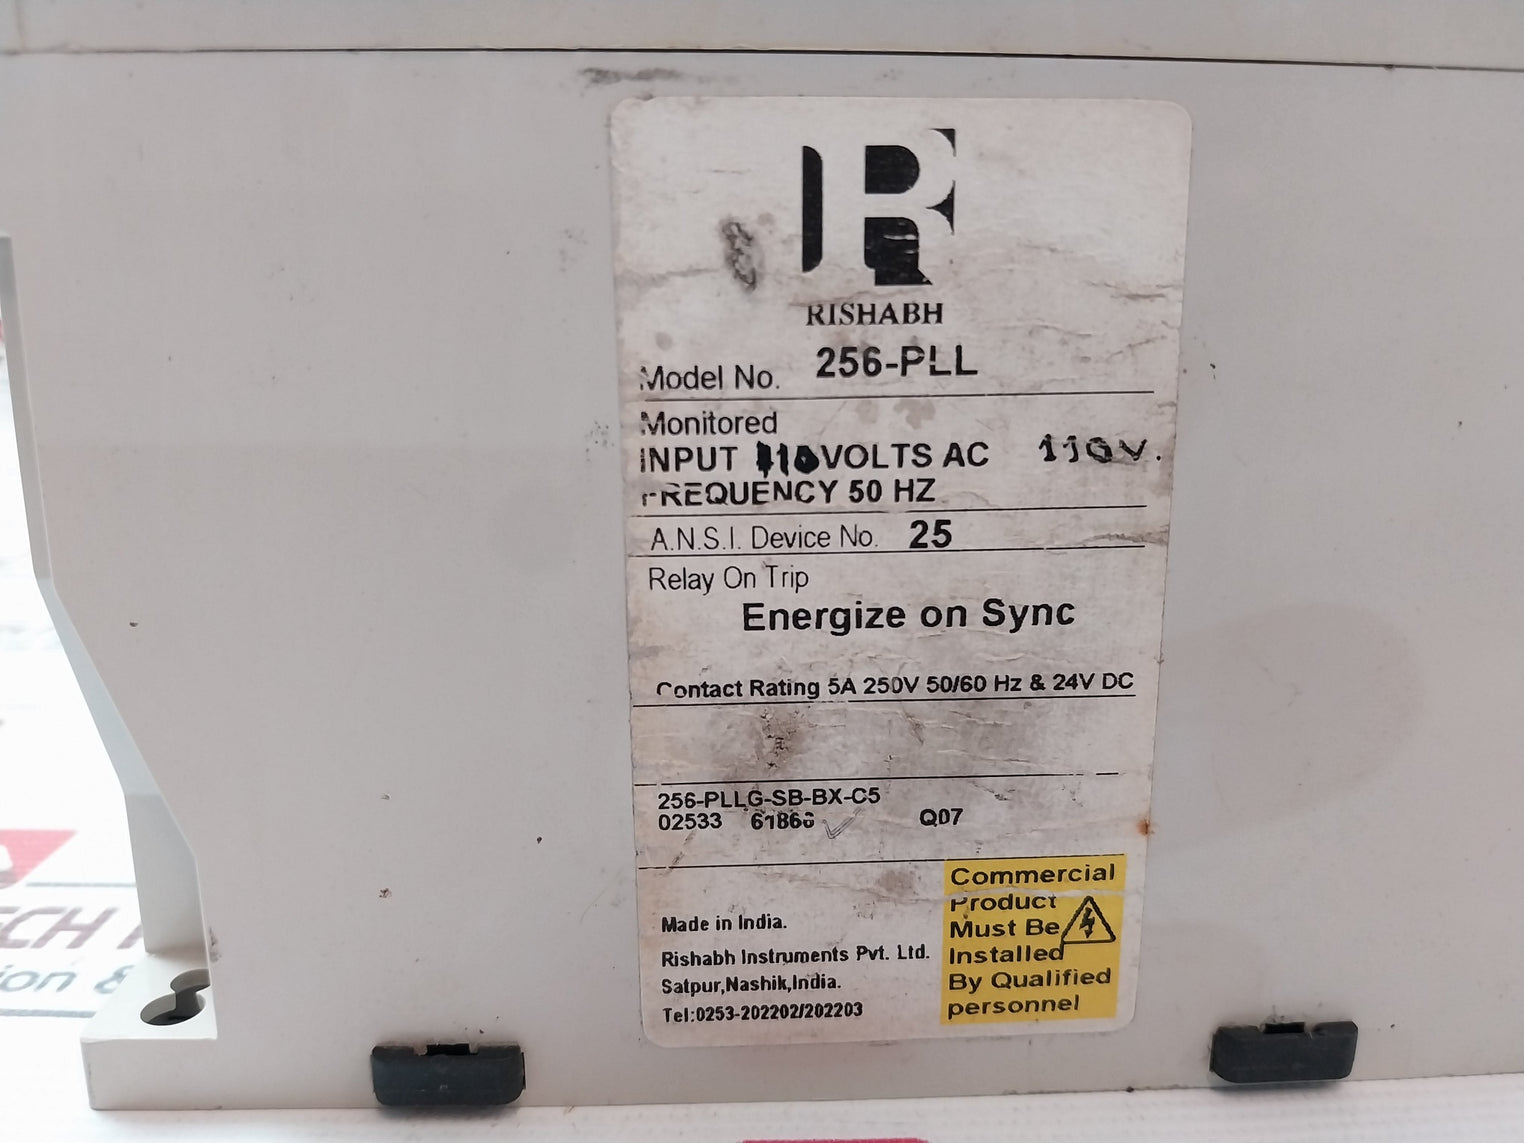 RISHABH
Model No. 256-PLL
Monitored
INPUT 110 VOLTS AC 110V.
FREQUENCY 50 HZ
A.N.S.I. Device No. 25
Relay On Trip
Energize on Sync
Contact Rating 5A 250V 50/60 Hz & 24V DC
256-PLLG-SB-BX-C5
02533 61866 Q07
Made in India.
Rishabh Instruments Pvt. Ltd.
Satpur,Nashik,India.
Tel:0253-202202/202203
Commercial
Product
Must Be
Installed
By Qualified
personnel